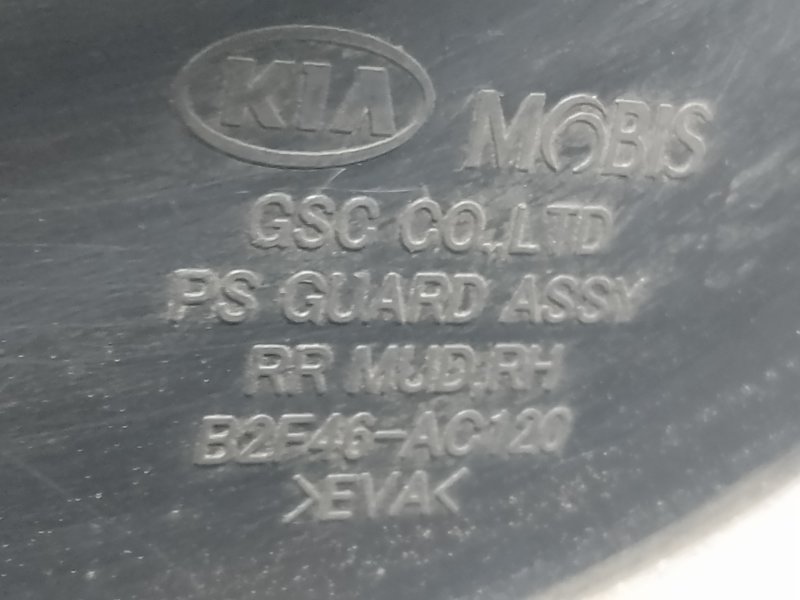 KIA MOBIS
GSC CO.,LTD
PS GUARD ASSY
RR MUD,RH
B2F46-AC120
>EVA<